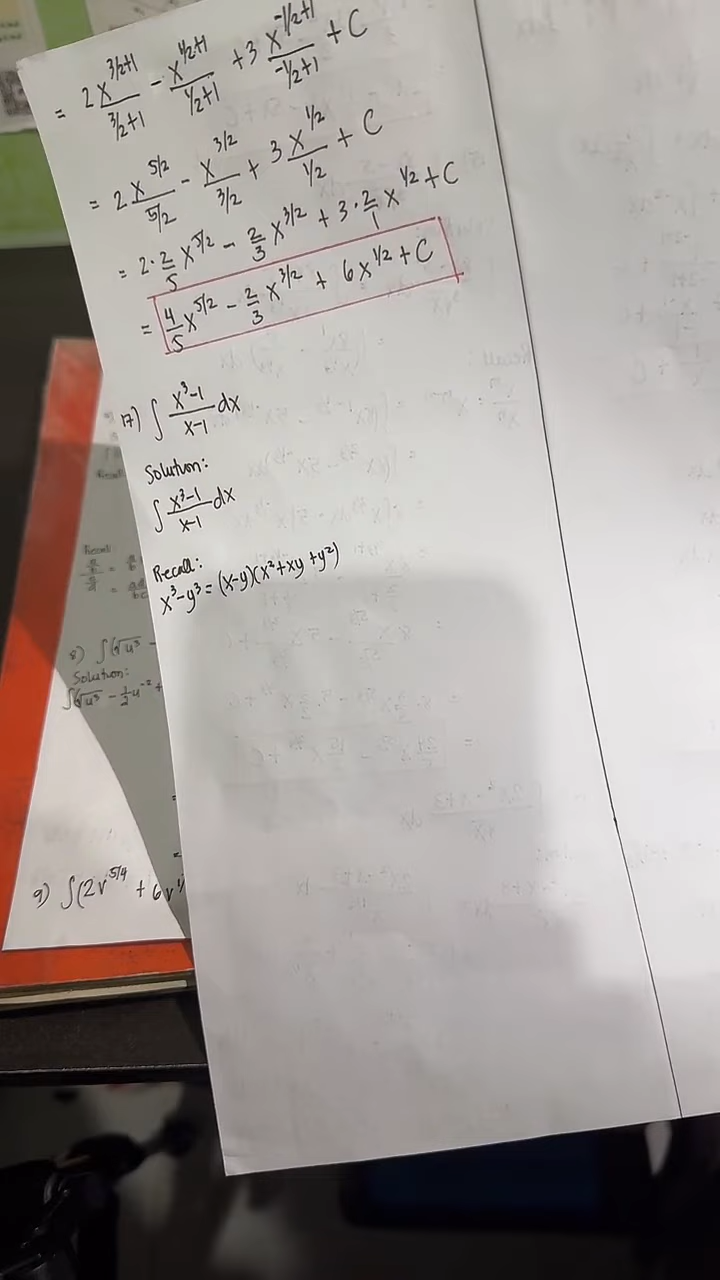 = 2x^{3/2+1}/(3/2+1) - x^{1/2+1}/(1/2+1) + 3 x^{-1/2+1}/(-1/2+1) + C
= 2 x^{5/2}/(5/2) - x^{3/2}/(3/2) + 3 x^{1/2}/(1/2) + C
= 2·2/5 x^{5/2} - 2/3 x^{3/2} + 3·2/1 x^{1/2} + C
= 4/5 x^{5/2} - 2/3 x^{3/2} + 6x^{1/2} + C
17) ∫ (x³-1)/(x-1) dx
Solution:
∫ (x³-1)/(x-1) dx
Recall:
x³-y³ = (x-y)(x²+xy+y²)
Recall:
8) ∫(
Solution:
9) ∫(2v^{5/4} + 6v